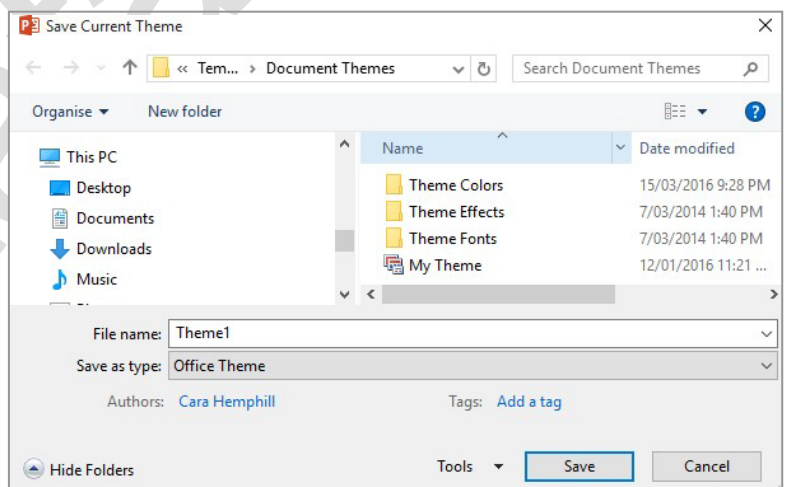 Save Current Theme
« Tem... > Document Themes
Search Document Themes
Organise
New folder
This PC
Desktop
Documents
Downloads
Music
Name
Date modified
Theme Colors 15/03/2016 9:28 PM
Theme Effects 7/03/2014 1:40 PM
Theme Fonts 7/03/2014 1:40 PM
My Theme 12/01/2016 11:21 ...
File name: Theme1
Save as type: Office Theme
Authors: Cara Hemphill
Tags: Add a tag
Hide Folders
Tools
Save
Cancel